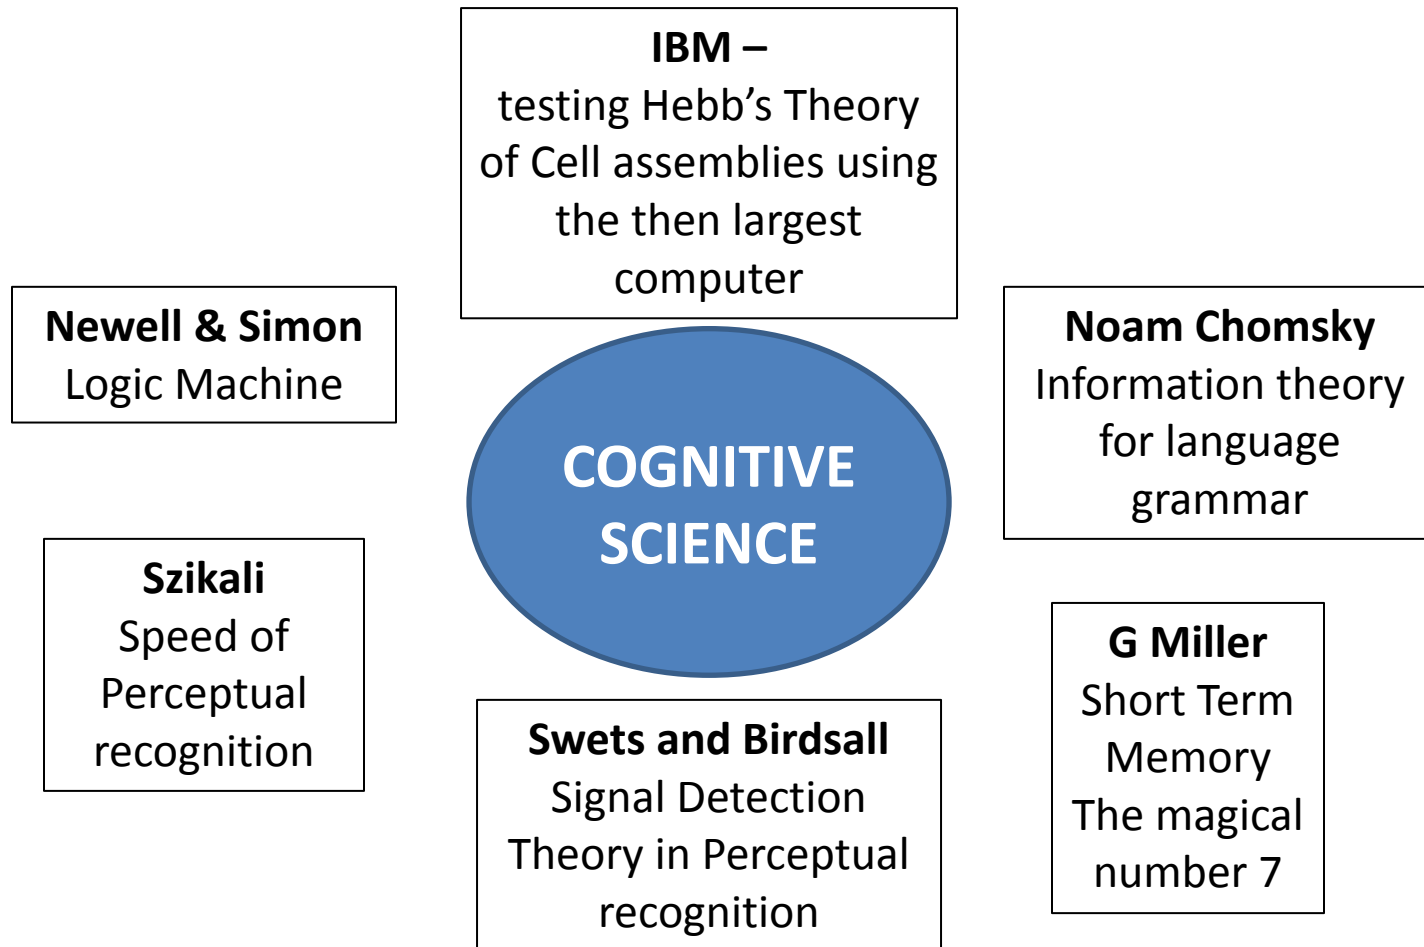 IBM –
testing Hebb’s Theory
of Cell assemblies using
the then largest
computer
Newell & Simon
Logic Machine
Noam Chomsky
Information theory
for language
grammar
COGNITIVE
SCIENCE
Szikali
Speed of
Perceptual
recognition
G Miller
Short Term
Memory
The magical
number 7
Swets and Birdsall
Signal Detection
Theory in Perceptual
recognition